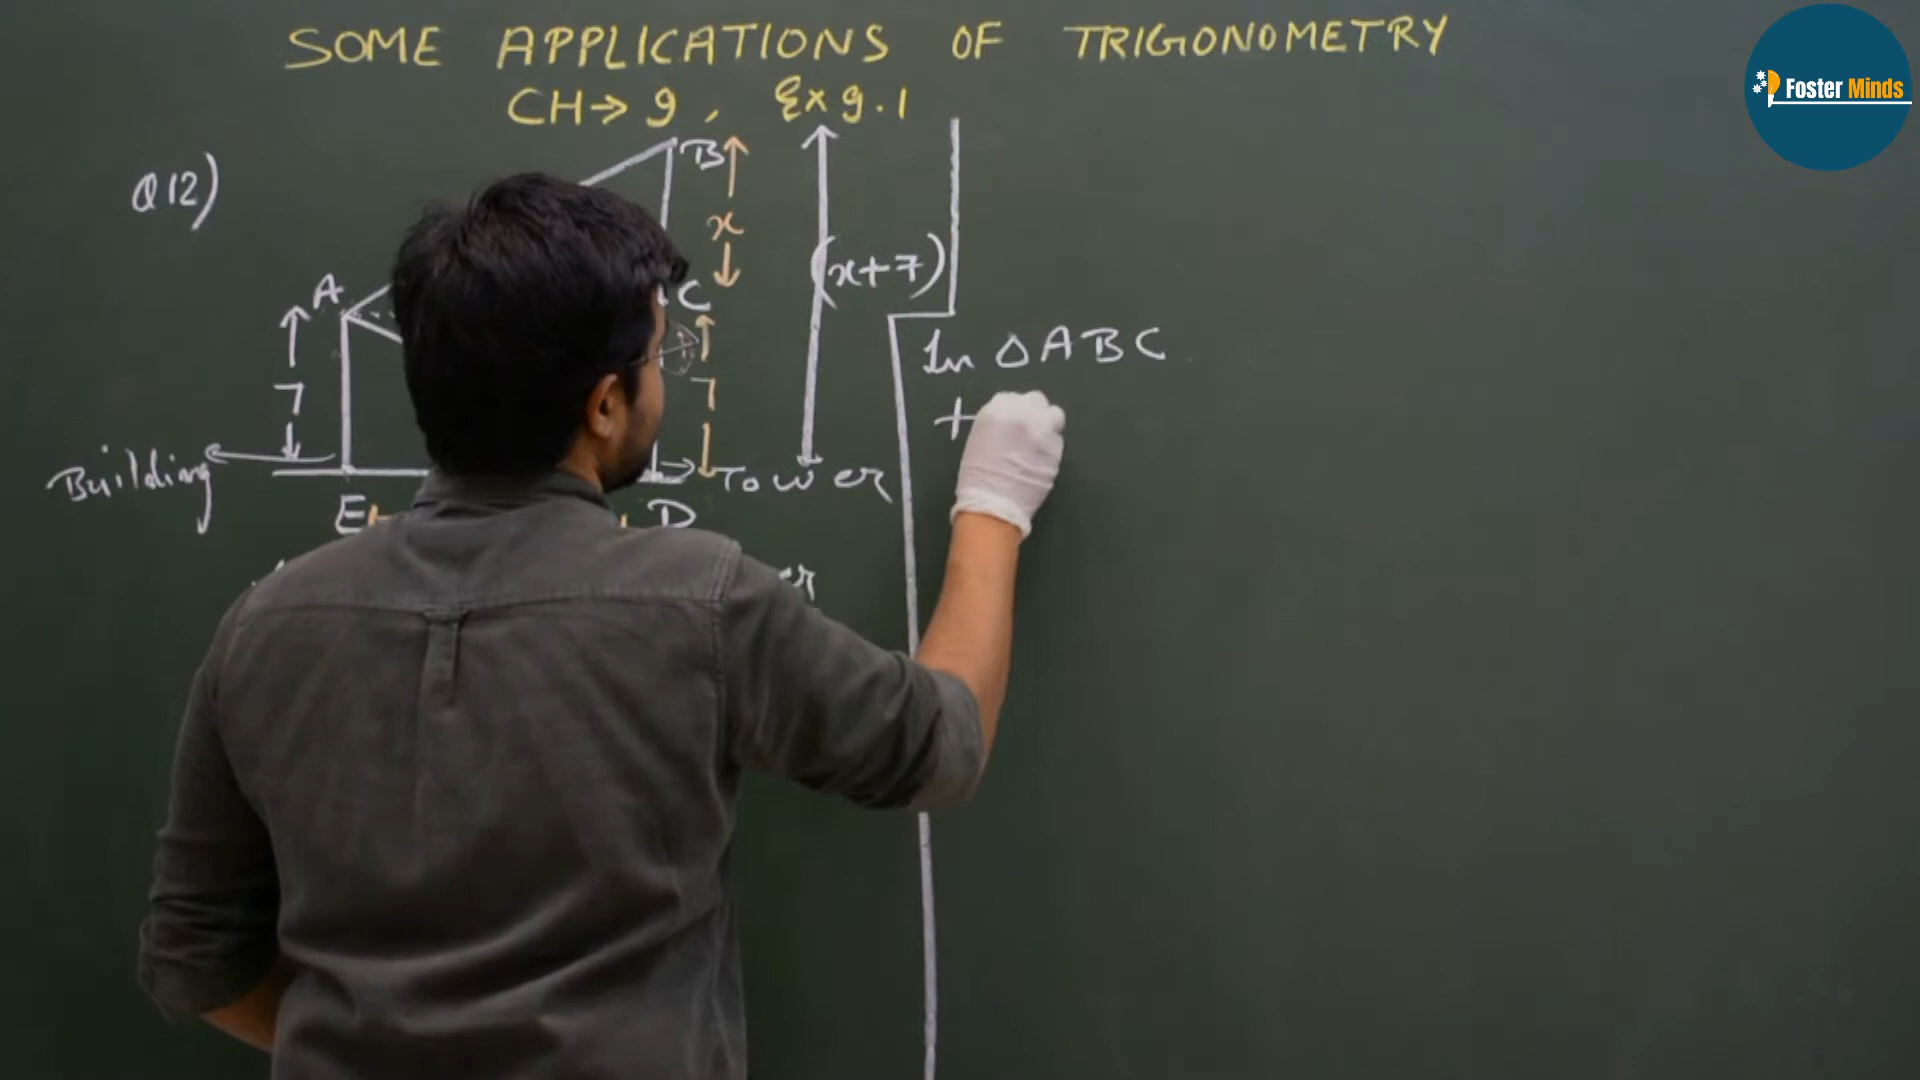 SOME APPLICATIONS OF TRIGONOMETRY
CH→9, Ex 9.1
Foster Minds
Q12)
B
x
(x+7)
A
C
7
7
In △ABC
Building
Tower
E
D